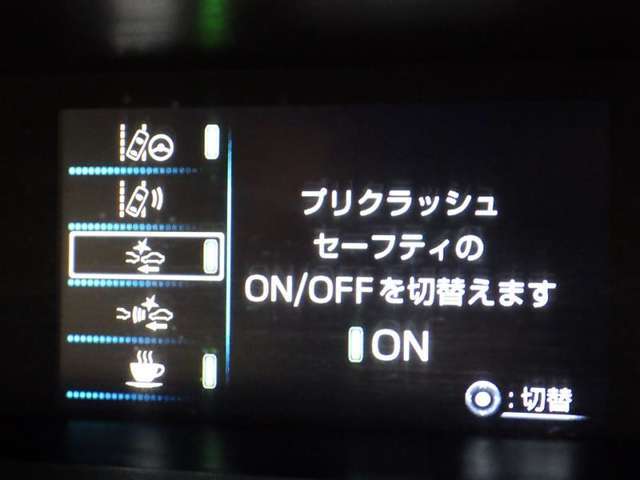 プリクラッシュ
セーフティの
ON/OFFを切替えます
ON
:切替